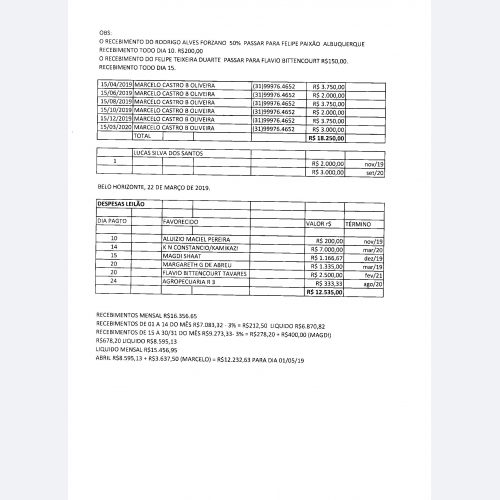 OBS:
O RECEBIMENTO DO RODRIGO ALVES FORZANO 50% PASSAR PARA FELIPE PAIXÃO ALBUQUERQUE
RECEBIMENTO TODO DIA 10. R$200,00
O RECEBIMENTO DO FELIPE TEIXEIRA DUARTE PASSAR PARA FLAVIO BITTENCOURT R$150,00.
RECEBIMENTO TODO DIA 15.
15/04/2019 MARCELO CASTRO B OLIVEIRA (31)99976.4652 R$ 3.750,00
15/06/2019 MARCELO CASTRO B OLIVEIRA (31)99976.4652 R$ 2.000,00
15/08/2019 MARCELO CASTRO B OLIVEIRA (31)99976.4652 R$ 3.750,00
15/10/2019 MARCELO CASTRO B OLIVEIRA (31)99976.4652 R$ 2.000,00
15/12/2019 MARCELO CASTRO B OLIVEIRA (31)99976.4652 R$ 3.750,00
15/03/2020 MARCELO CASTRO B OLIVEIRA (31)99976.4652 R$ 3.000,00
TOTAL R$ 18.250,00
LUCAS SILVA DOS SANTOS
1 R$ 2.000,00 nov/19
R$ 3.000,00 set/20
BELO HORIZONTE, 22 DE MARÇO DE 2019.
DESPESAS LEILÃO
DIA PAGTO FAVORECIDO VALOR r5 TÉRMINO
10 ALUIZIO MACIEL PEREIRA R$ 200,00 nov/19
14 K N CONSTANCIO/KAMIKAZI R$ 7.000,00 mar/20
15 MAGDI SHAAT R$ 1.166,67 dez/19
20 MARGARETH G DE ABREU R$ 1.335,00 mar/19
20 FLAVIO BITTENCOURT TAVARES R$ 2.500,00 fev/21
24 AGROPECUARIA R 3 R$ 333,33 ago/20
R$ 12.535,00
RECEBIMENTOS MENSAL R$16.356.65
RECEBIMENTOS DE 01 A 14 DO MÊS R$7.083,32 - 3% = R$212,50 LIQUIDO R$6.870,82
RECEBIMENTOS DE 15 A 30/31 DO MÊS R$9.273,33- 3% = R$278,20 + R$400,00 (MAGDI)
R$678,20 LIQUIDO R$8.595,13
LIQUIDO MENSAL R$15.456,95
ABRIL R$8.595,13 + R$3.637,50 (MARCELO) = R$12.232,63 PARA DIA 01/05/19